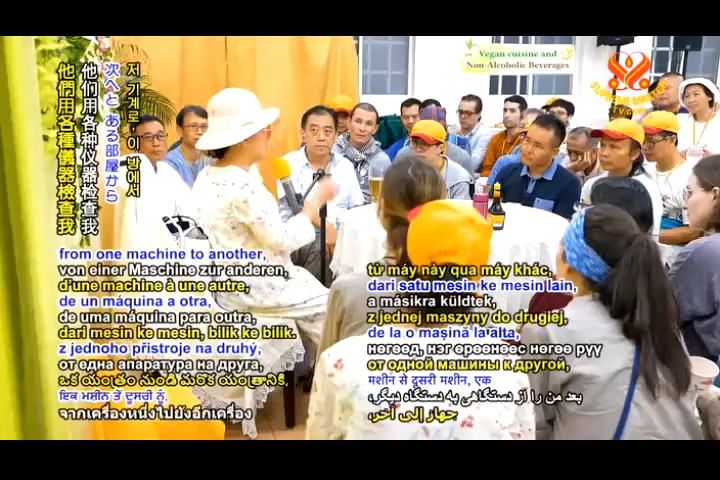 他們用各種儀器檢查我
他们用各种仪器检查我
次へと ある部屋から
저 기계로, 이 방에서
Vegan cuisine and
Non-Alcoholic Beverages
SUPREME MASTER
TV.com
from one machine to another,
von einer Maschine zur anderen,
d'une machine à une autre,
de un máquina a otra,
de uma máquina para outra,
dari mesin ke mesin, bilik ke bilik.
z jednoho přístroje na druhý,
от една апаратура на друга,
ఒక యంత్రం నుండి మరొక యంత్రానికి,
ਇਕ ਮਸ਼ੀਨ ਤੋਂ ਦੂਸਰੀ ਨੂੰ,
จากเครื่องหนึ่งไปยังอีกเครื่อง
từ máy này qua máy khác,
dari satu mesin ke mesin lain,
a másikra küldtek,
z jednej maszyny do drugiej,
de la o mașină la alta,
нөгөөд, нэг өрөөнөөс нөгөө рүү
от одной машины к другой,
मशीन से दूसरी मशीन, एक
بعد من را از دستگاهی به دستگاه دیگر،
جهاز إلى آخر،